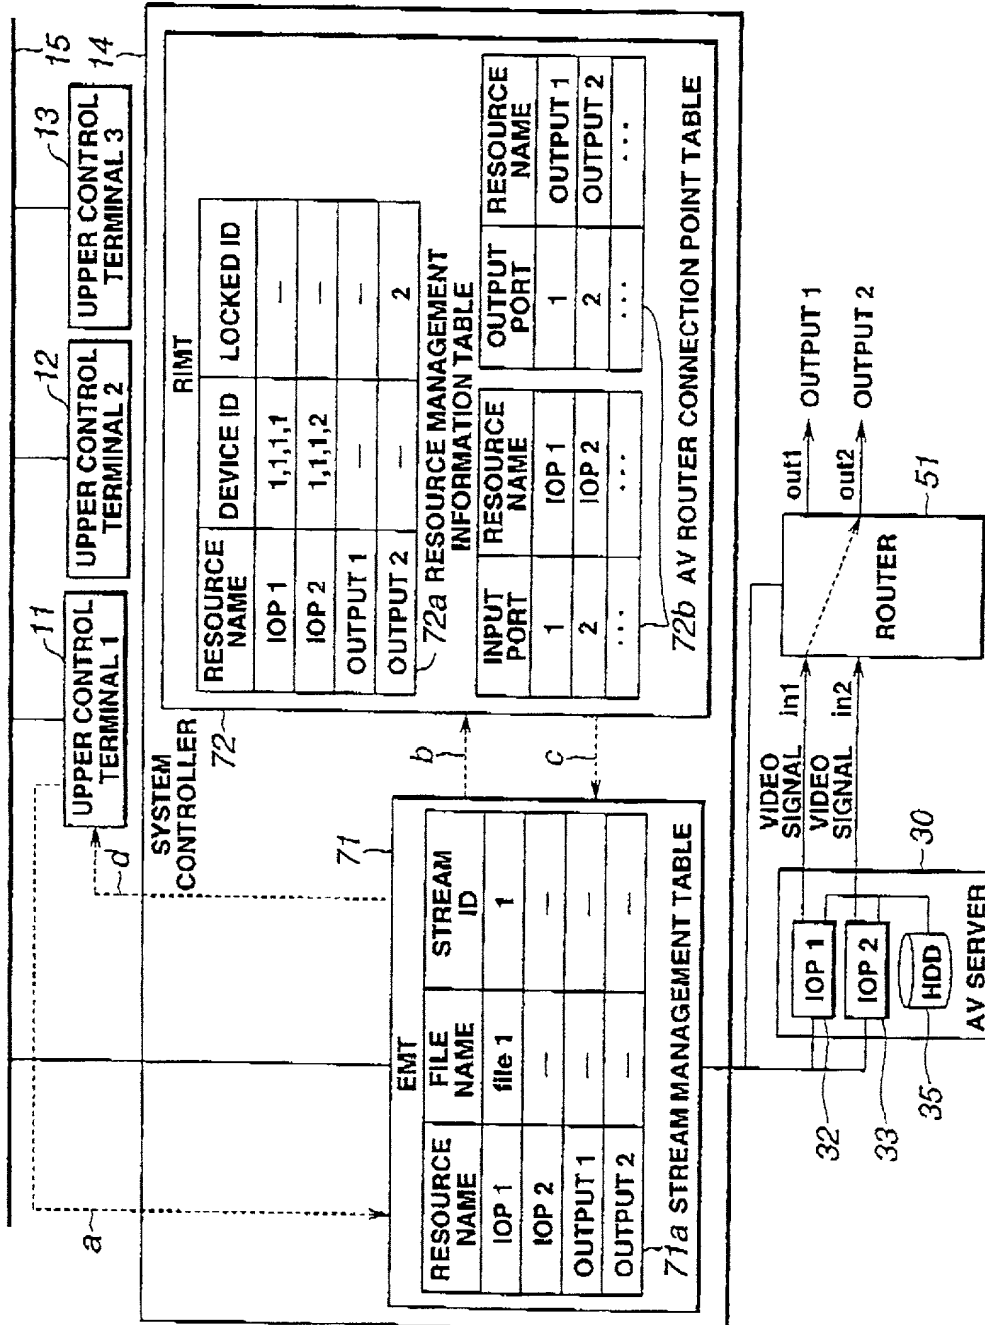 15
14
11
UPPER CONTROL
TERMINAL 1
12
UPPER CONTROL
TERMINAL 2
13
UPPER CONTROL
TERMINAL 3
a
d
SYSTEM
CONTROLLER
71
EMT
RESOURCE
NAME
FILE
NAME
STREAM
ID
IOP 1
file 1
1
IOP 2
—
—
OUTPUT 1
—
—
OUTPUT 2
—
—
71a STREAM MANAGEMENT TABLE
b
c
72
RIMT
RESOURCE
NAME
DEVICE ID
LOCKED ID
IOP 1
1,1,1,1
—
IOP 2
1,1,1,2
—
OUTPUT 1
—
—
OUTPUT 2
—
2
72a RESOURCE MANAGEMENT
INFORMATION TABLE
INPUT
PORT
RESOURCE
NAME
1
IOP 1
2
IOP 2
...
...
OUTPUT
PORT
RESOURCE
NAME
1
OUTPUT 1
2
OUTPUT 2
...
...
72b AV ROUTER CONNECTION POINT TABLE
32
33
35
IOP 1
IOP 2
HDD
AV SERVER
30
VIDEO
SIGNAL
in1
VIDEO
SIGNAL
in2
ROUTER
51
out1
OUTPUT 1
out2
OUTPUT 2